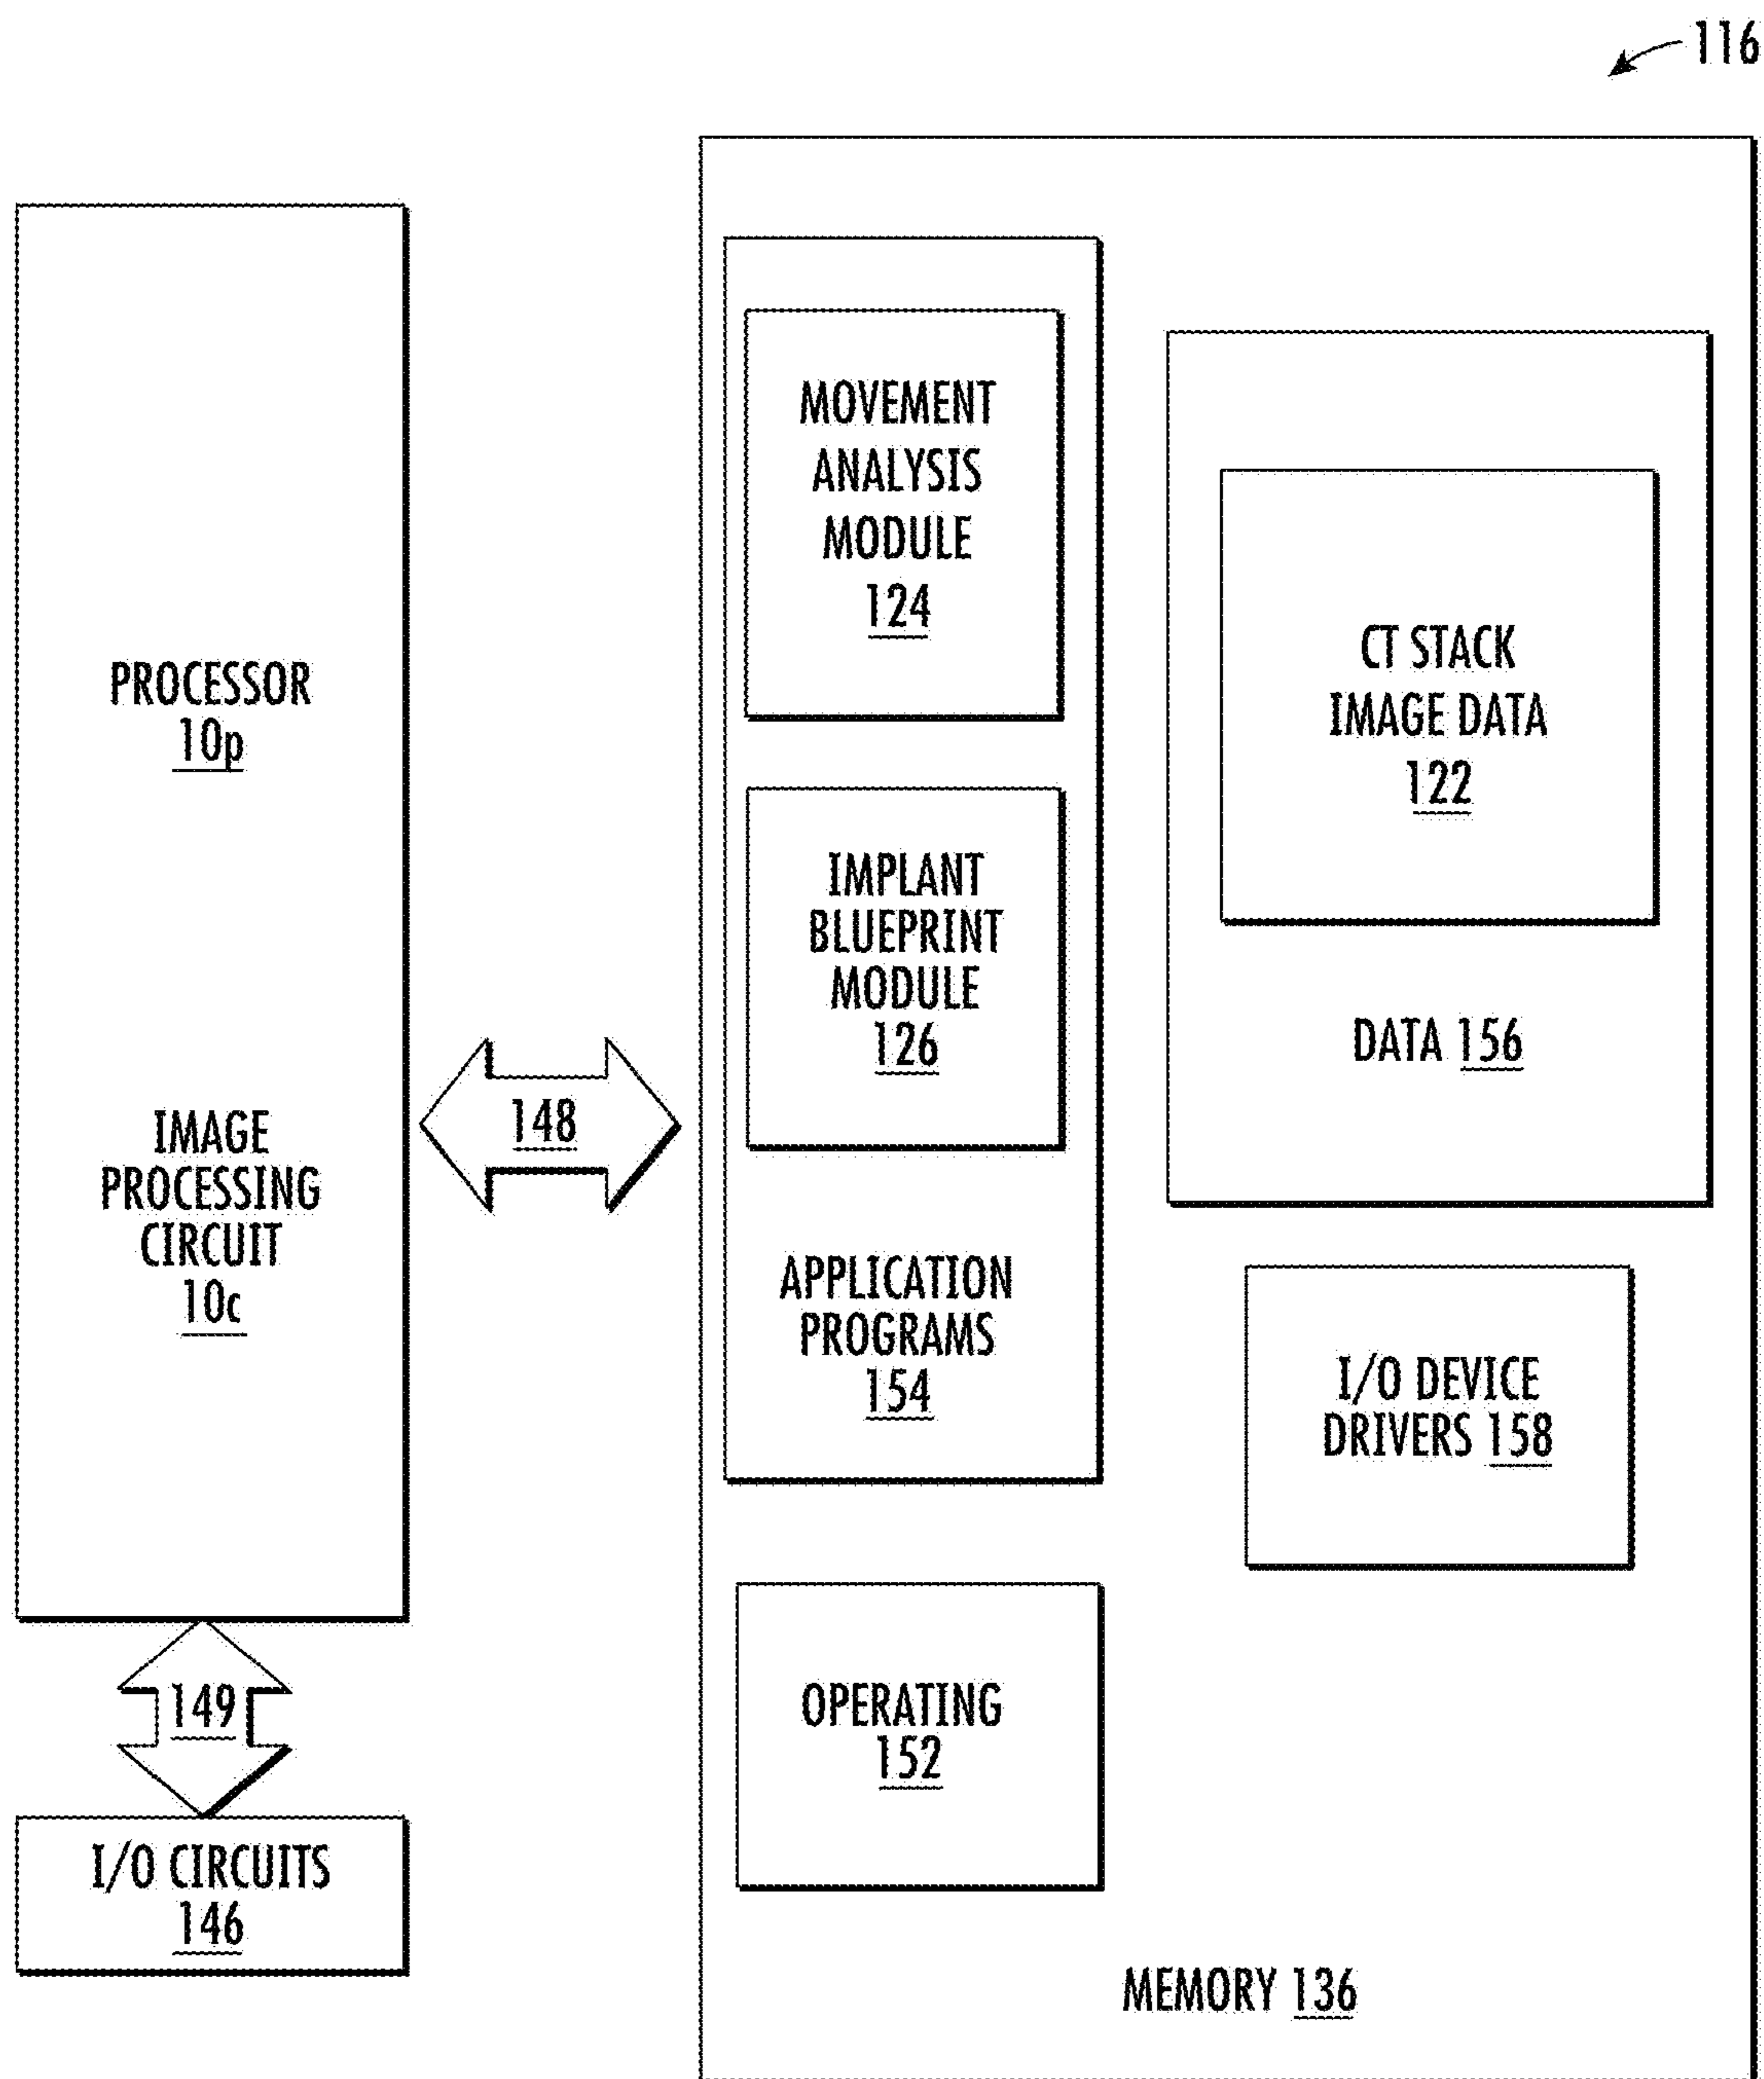 116
PROCESSOR
10p
IMAGE
PROCESSING
CIRCUIT
10c
149
I/O CIRCUITS
146
148
MOVEMENT
ANALYSIS
MODULE
124
IMPLANT
BLUEPRINT
MODULE
126
APPLICATION
PROGRAMS
154
OPERATING
152
CT STACK
IMAGE DATA
122
DATA 156
I/O DEVICE
DRIVERS 158
MEMORY 136